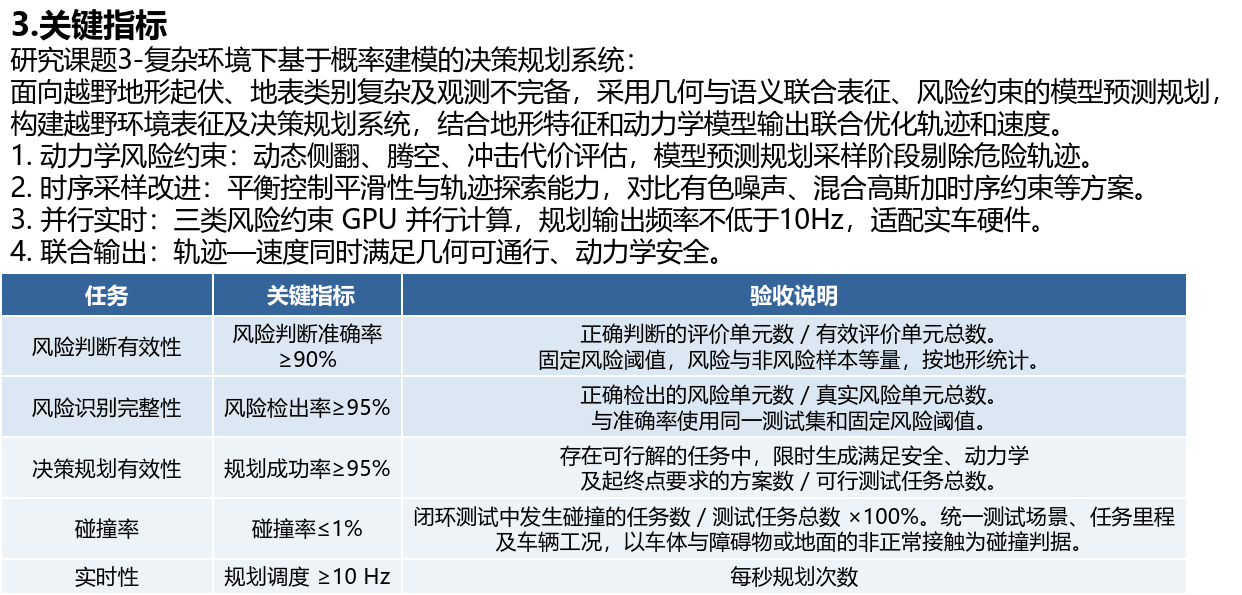 3.关键指标
研究课题3-复杂环境下基于概率建模的决策规划系统：
面向越野地形起伏、地表类别复杂及观测不完备，采用几何与语义联合表征、风险约束的模型预测规划，
构建越野环境表征及决策规划系统，结合地形特征和动力学模型输出联合优化轨迹和速度。
1. 动力学风险约束：动态侧翻、腾空、冲击代价评估，模型预测规划采样阶段剔除危险轨迹。
2. 时序采样改进：平衡控制平滑性与轨迹探索能力，对比有色噪声、混合高斯加时序约束等方案。
3. 并行实时：三类风险约束 GPU 并行计算，规划输出频率不低于10Hz，适配实车硬件。
4. 联合输出：轨迹—速度同时满足几何可通行、动力学安全。
任务 关键指标 验收说明
风险判断有效性
风险判断准确率
≥90%
正确判断的评价单元数 / 有效评价单元总数。
固定风险阈值，风险与非风险样本等量，按地形统计。
风险识别完整性
风险检出率≥95%
正确检出的风险单元数 / 真实风险单元总数。
与准确率使用同一测试集和固定风险阈值。
决策规划有效性
规划成功率≥95%
存在可行解的任务中，限时生成满足安全、动力学
及起终点要求的方案数 / 可行测试任务总数。
碰撞率
碰撞率≤1%
闭环测试中发生碰撞的任务数 / 测试任务总数 ×100%。统一测试场景、任务里程
及车辆工况，以车体与障碍物或地面的非正常接触为碰撞判据。
实时性 规划调度 ≥10 Hz 每秒规划次数